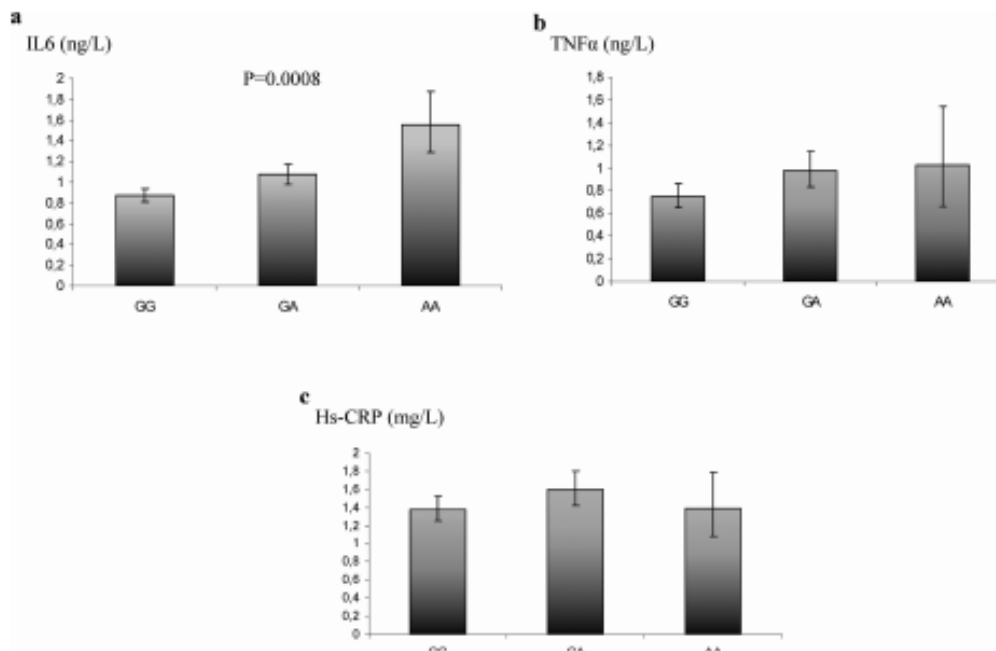 a
IL6 (ng/L)
P=0.0008
2
1,8
1,6
1,4
1,2
1
0,8
0,6
0,4
0,2
0
GG
GA
AA
b
TNFα (ng/L)
1,8
1,6
1,4
1,2
1
0,8
0,6
0,4
0,2
0
GG
GA
AA
c
Hs-CRP (mg/L)
2
1,8
1,6
1,4
1,2
1
0,8
0,6
0,4
0,2
0